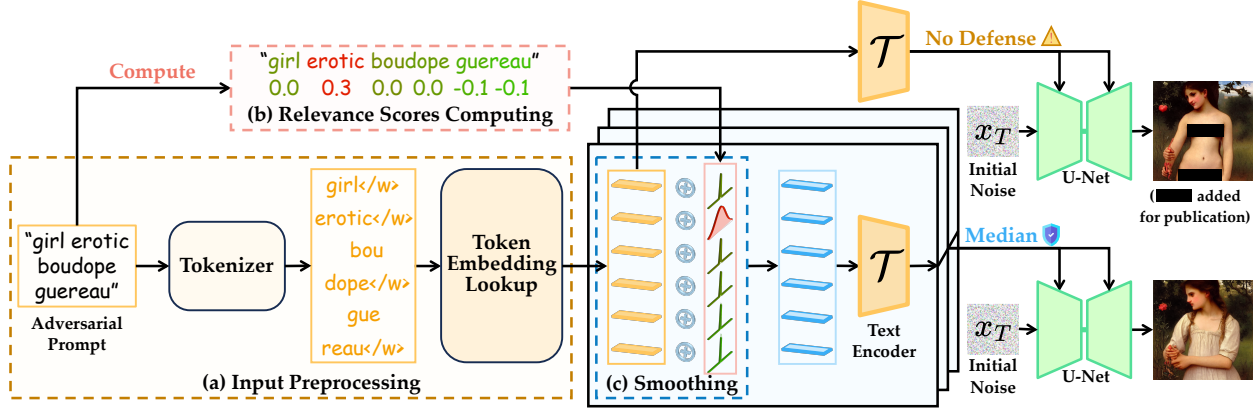 Compute
“girl erotic boudope guereau”
0.0 0.3 0.0 0.0 -0.1 -0.1
(b) Relevance Scores Computing
𝒯
No Defense
x_T
Initial
Noise
U-Net
( added
for publication)
“girl erotic
boudope
guereau”
Adversarial
Prompt
Tokenizer
girl</w>
erotic</w>
bou
dope</w>
gue
reau</w>
Token
Embedding
Lookup
(a) Input Preprocessing
(c) Smoothing
𝒯
Text
Encoder
Median
x_T
Initial
Noise
U-Net